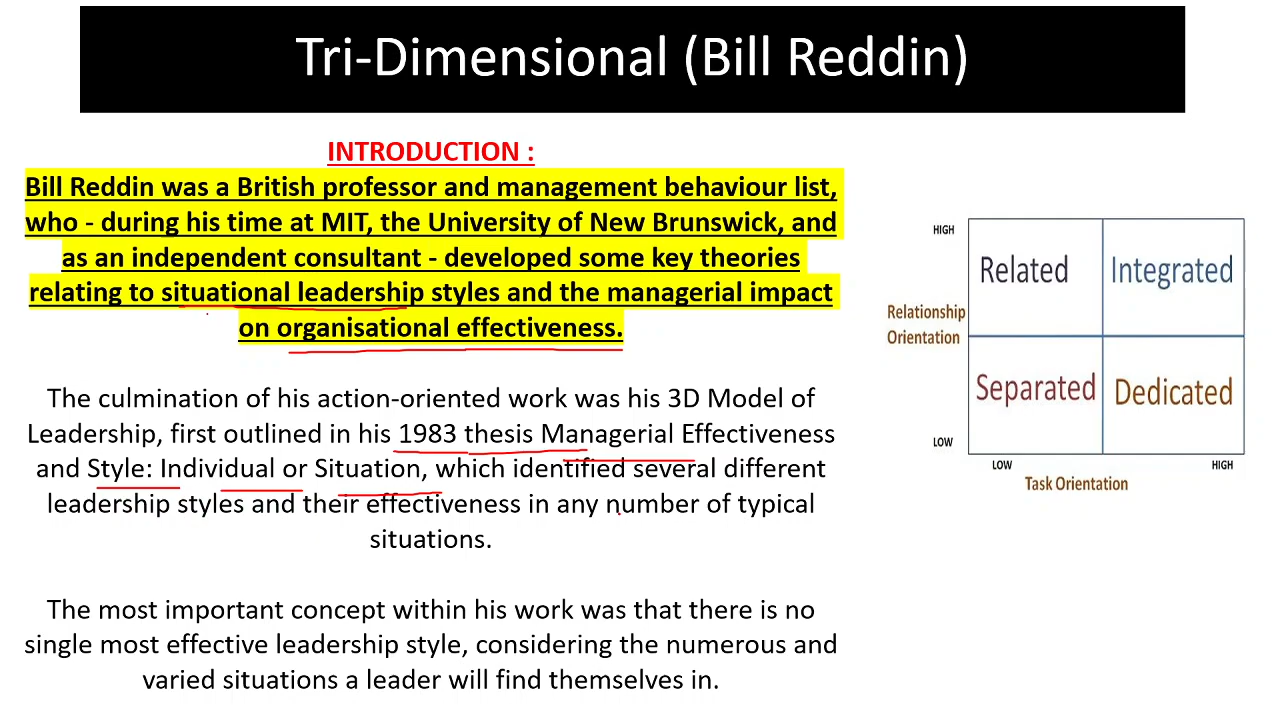 Tri-Dimensional (Bill Reddin)
INTRODUCTION :
Bill Reddin was a British professor and management behaviour list,
who - during his time at MIT, the University of New Brunswick, and
as an independent consultant - developed some key theories
relating to situational leadership styles and the managerial impact
on organisational effectiveness.
The culmination of his action-oriented work was his 3D Model of
Leadership, first outlined in his 1983 thesis Managerial Effectiveness
and Style: Individual or Situation, which identified several different
leadership styles and their effectiveness in any number of typical
situations.
The most important concept within his work was that there is no
single most effective leadership style, considering the numerous and
varied situations a leader will find themselves in.
HIGH
Related
Integrated
Relationship
Orientation
Separated
Dedicated
LOW
LOW
HIGH
Task Orientation